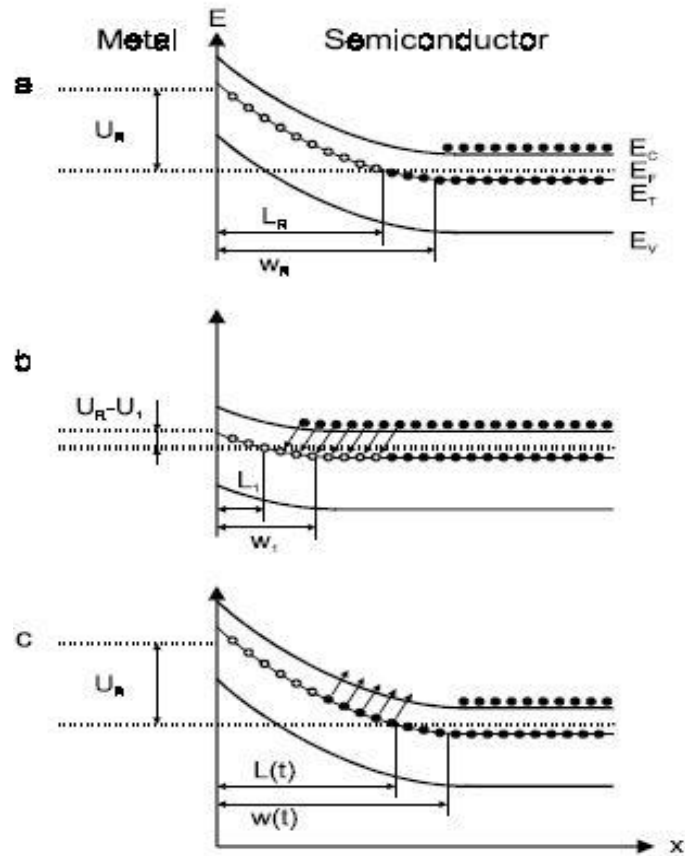 Metal E Semiconductor
a
U_R
E_C
E_F
E_T
L_R
E_V
w_R
b
U_R-U_1
L_1
w_1
c
U_R
L(t)
w(t)
x